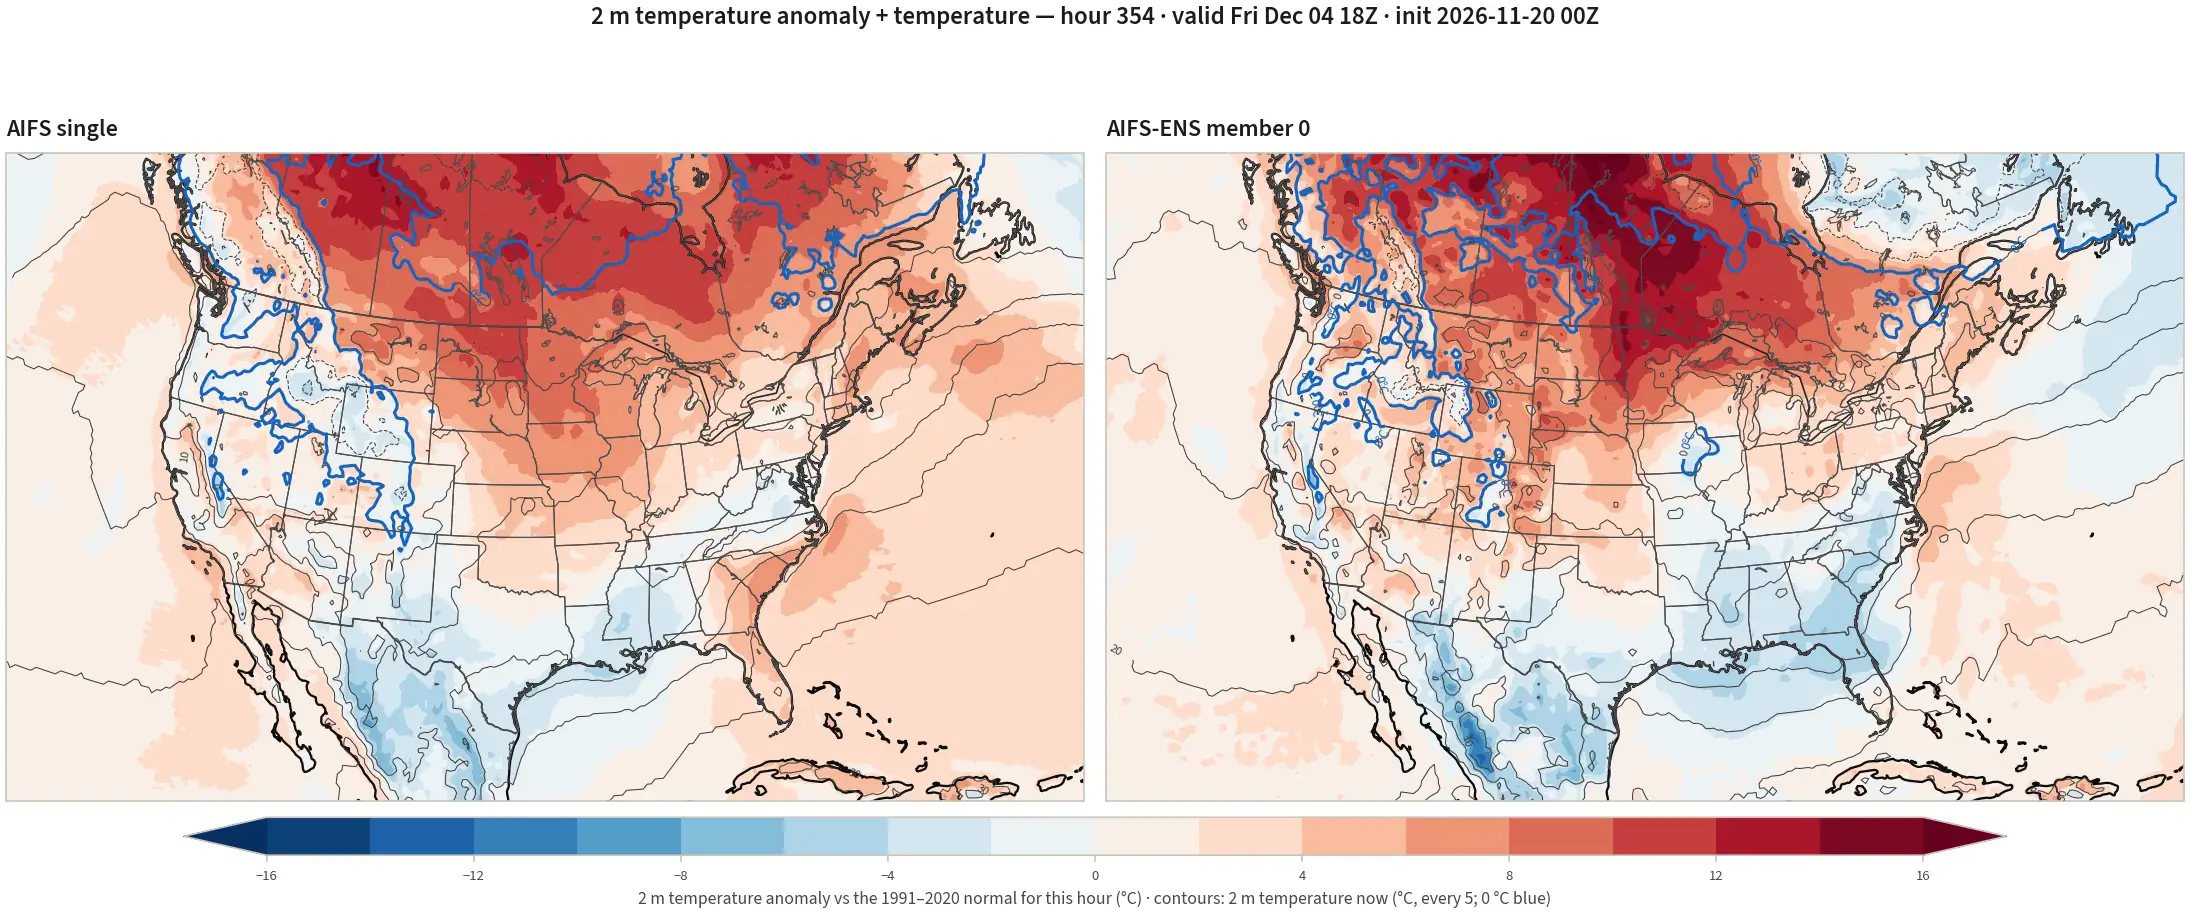 2 m temperature anomaly + temperature — hour 354 · valid Fri Dec 04 18Z · init 2026-11-20 00Z
AIFS single
AIFS-ENS member 0
−16
−12
−8
−4
0
4
8
12
16
2 m temperature anomaly vs the 1991–2020 normal for this hour (°C) · contours: 2 m temperature now (°C, every 5; 0 °C blue)